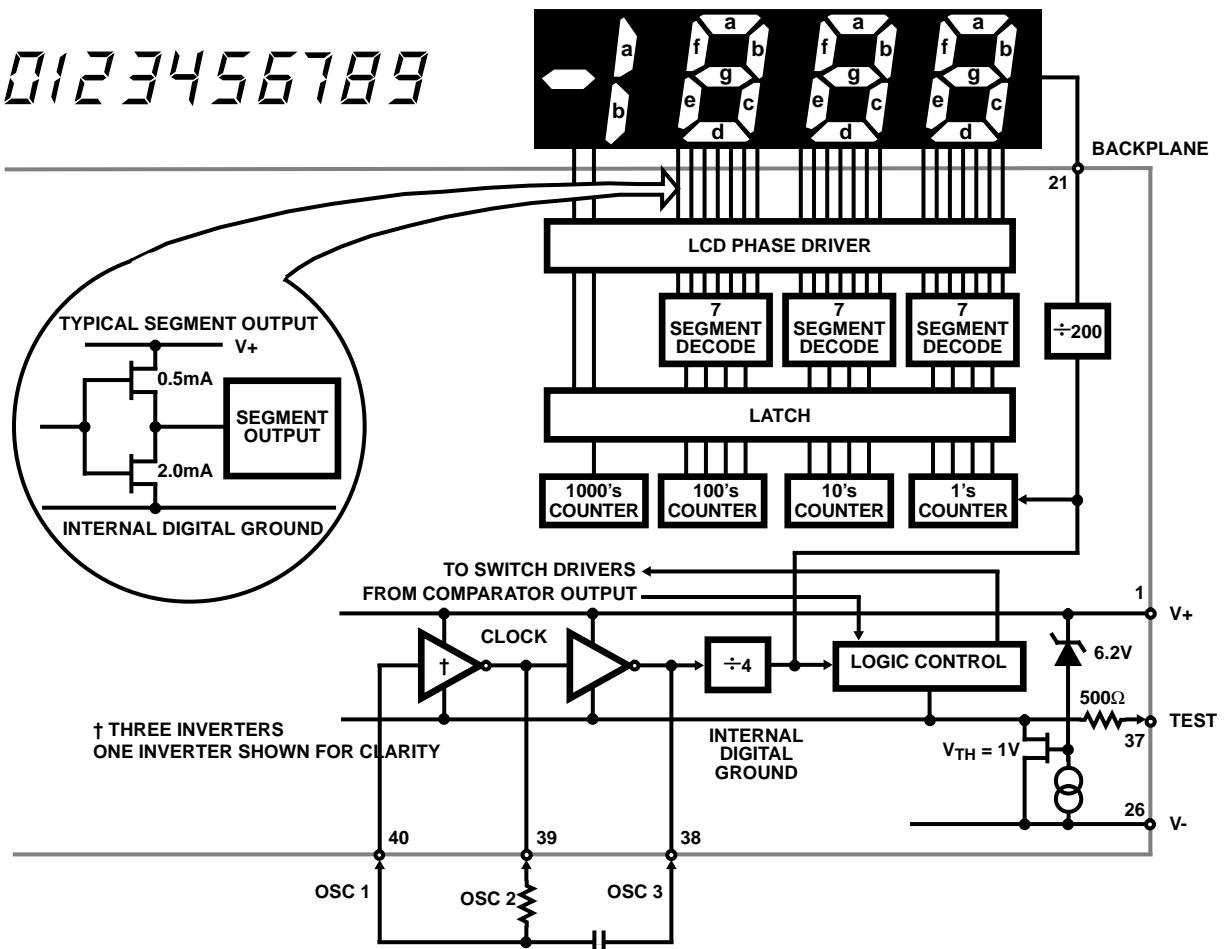 0123456789
a
b
a
f
b
g
e
c
d
a
f
b
g
e
c
d
a
f
b
g
e
c
d
BACKPLANE
21
LCD PHASE DRIVER
TYPICAL SEGMENT OUTPUT
V+
0.5mA
SEGMENT
OUTPUT
2.0mA
INTERNAL DIGITAL GROUND
7
SEGMENT
DECODE
7
SEGMENT
DECODE
7
SEGMENT
DECODE
÷200
LATCH
1000's
COUNTER
100's
COUNTER
10's
COUNTER
1's
COUNTER
TO SWITCH DRIVERS
FROM COMPARATOR OUTPUT
1
V+
CLOCK
†
÷4
LOGIC CONTROL
6.2V
500Ω
TEST
37
† THREE INVERTERS
ONE INVERTER SHOWN FOR CLARITY
INTERNAL
DIGITAL
GROUND
VTH = 1V
26
V-
40
39
38
OSC 1
OSC 2
OSC 3